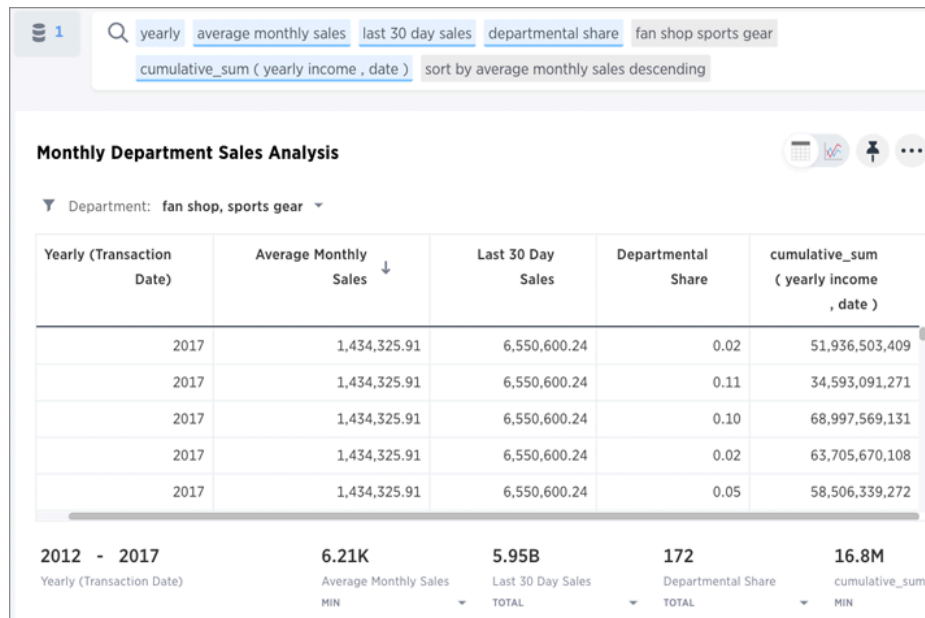 1 yearly average monthly sales last 30 day sales departmental share fan shop sports gear
cumulative_sum ( yearly income , date ) sort by average monthly sales descending
Monthly Department Sales Analysis
Department: fan shop, sports gear
Yearly (Transaction Date) Average Monthly Sales Last 30 Day Sales Departmental Share cumulative_sum ( yearly income , date )
2017 1,434,325.91 6,550,600.24 0.02 51,936,503,409
2017 1,434,325.91 6,550,600.24 0.11 34,593,091,271
2017 1,434,325.91 6,550,600.24 0.10 68,997,569,131
2017 1,434,325.91 6,550,600.24 0.02 63,705,670,108
2017 1,434,325.91 6,550,600.24 0.05 58,506,339,272
2012 - 2017 6.21K 5.95B 172 16.8M
Yearly (Transaction Date) Average Monthly Sales Last 30 Day Sales Departmental Share cumulative_sum
MIN TOTAL TOTAL MIN